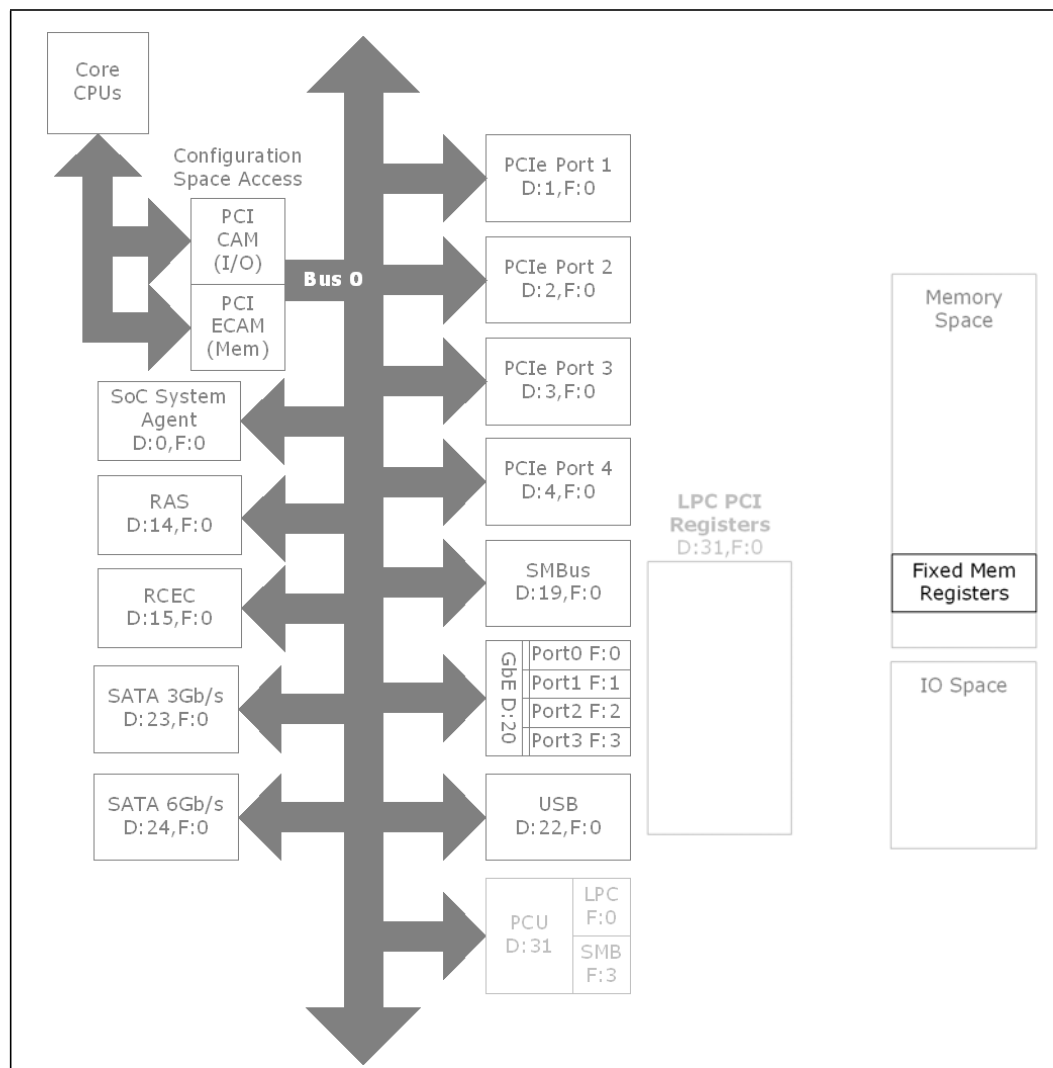 Core
CPUs
Configuration
Space Access
PCI
CAM
(I/O)
PCI
ECAM
(Mem)
Bus 0
SoC System
Agent
D:0,F:0
RAS
D:14,F:0
RCEC
D:15,F:0
SATA 3Gb/s
D:23,F:0
SATA 6Gb/s
D:24,F:0
PCIe Port 1
D:1,F:0
PCIe Port 2
D:2,F:0
PCIe Port 3
D:3,F:0
PCIe Port 4
D:4,F:0
SMBus
D:19,F:0
GbE D:20
Port0 F:0
Port1 F:1
Port2 F:2
Port3 F:3
USB
D:22,F:0
PCU
D:31
LPC
F:0
SMB
F:3
LPC PCI
Registers
D:31,F:0
Memory
Space
Fixed Mem
Registers
IO Space